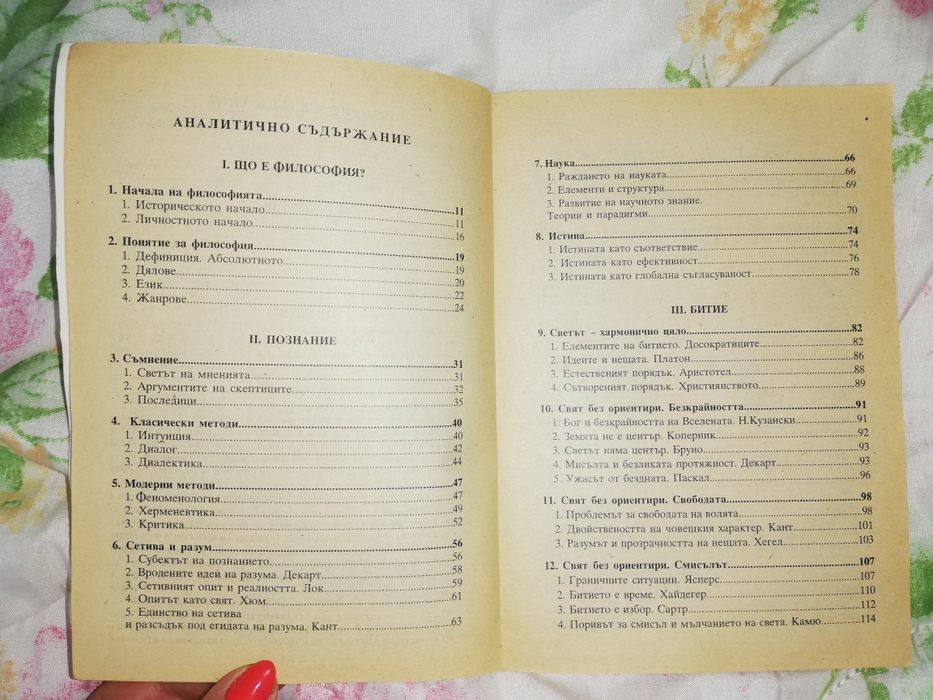 АНАЛИТИЧНО СЪДЪРЖАНИЕ
I. ЩО Е ФИЛОСОФИЯ?
1. Начала на философията 11
1. Историческото начало 11
2. Личностното начало 16
2. Понятие за философия 19
1. Дефиниция. Абсолютното 19
2. Дялове 20
3. Език 22
4. Жанрове 24
II. ПОЗНАНИЕ
3. Съмнение 31
1. Светът на мненията 31
2. Аргументите на скептиците 32
3. Последици 35
4. Класически методи 40
1. Интуиция 40
2. Диалог 42
3. Диалектика 44
5. Модерни методи 47
1. Феноменология 47
2. Херменевтика 49
3. Критика 52
6. Сетива и разум 56
1. Субектът на познанието 56
2. Вродените идеи на разума. Декарт 58
3. Сетивният опит и реалността. Лок 59
4. Опитът като свят. Хюм 61
5. Единство на сетива
и разсъдък под егидата на разума. Кант 63
7. Наука 66
1. Раждането на науката 66
2. Елементи и структура 69
3. Развитие на научното знание.
Теории и парадигми 70
8. Истина 74
1. Истината като съответствие 74
2. Истината като ефективност 76
3. Истината като глобална съгласуваност 78
III. БИТИЕ
9. Светът – хармонично цяло 82
1. Елементите на битието. Досократиците 82
2. Идеите и нещата. Платон 86
3. Естественият порядък. Аристотел 88
4. Сътвореният порядък. Християнството 89
10. Свят без ориентири. Безкрайността 91
1. Бог и безкрайността на Вселената. Н.Кузански 91
2. Земята не е център. Коперник 92
3. Светът няма център. Бруно 93
4. Мисълта и безликата протяжност. Декарт 93
5. Ужасът от бездната. Паскал 96
11. Свят без ориентири. Свободата 98
1. Проблемът за свободата на волята 98
2. Двойствеността на човешкия характер. Кант 101
3. Разумът и прозрачността на нещата. Хегел 103
12. Свят без ориентири. Смисълът 107
1. Граничните ситуации. Ясперс 107
2. Битието е време. Хайдегер 110
3. Битието е избор. Сартр 112
4. Поривът за смисъл и мълчанието на света. Камю 114